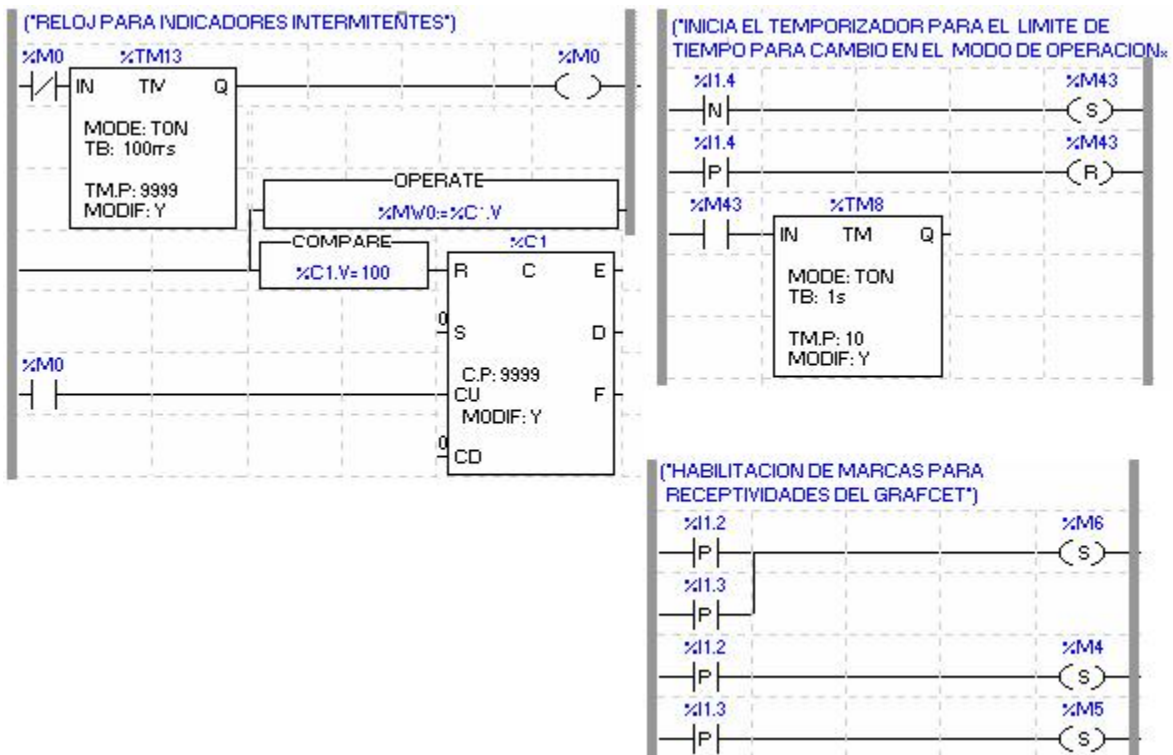 (*RELOJ PARA INDICADORES INTERMITENTES*)
%M0 %TM13 %M0
IN TM Q
MODE: TON
TB: 100ms
TM.P: 9999
MODIF: Y
OPERATE
%MW0:=%C1.V
COMPARE %C1
%C1.V=100 R C E
0
S D
%M0
C.P: 9999
CU F
MODIF: Y
0
CD
(*INICIA EL TEMPORIZADOR PARA EL LIMITE DE
TIEMPO PARA CAMBIO EN EL MODO DE OPERACION*
%I1.4 %M43
N S
%I1.4 %M43
P R
%M43 %TM8
IN TM Q
MODE: TON
TB: 1s
TM.P: 10
MODIF: Y
(*HABILITACION DE MARCAS PARA
RECEPTIVIDADES DEL GRAFCET*)
%I1.2 %M6
P S
%I1.3
P
%I1.2 %M4
P S
%I1.3 %M5
P S